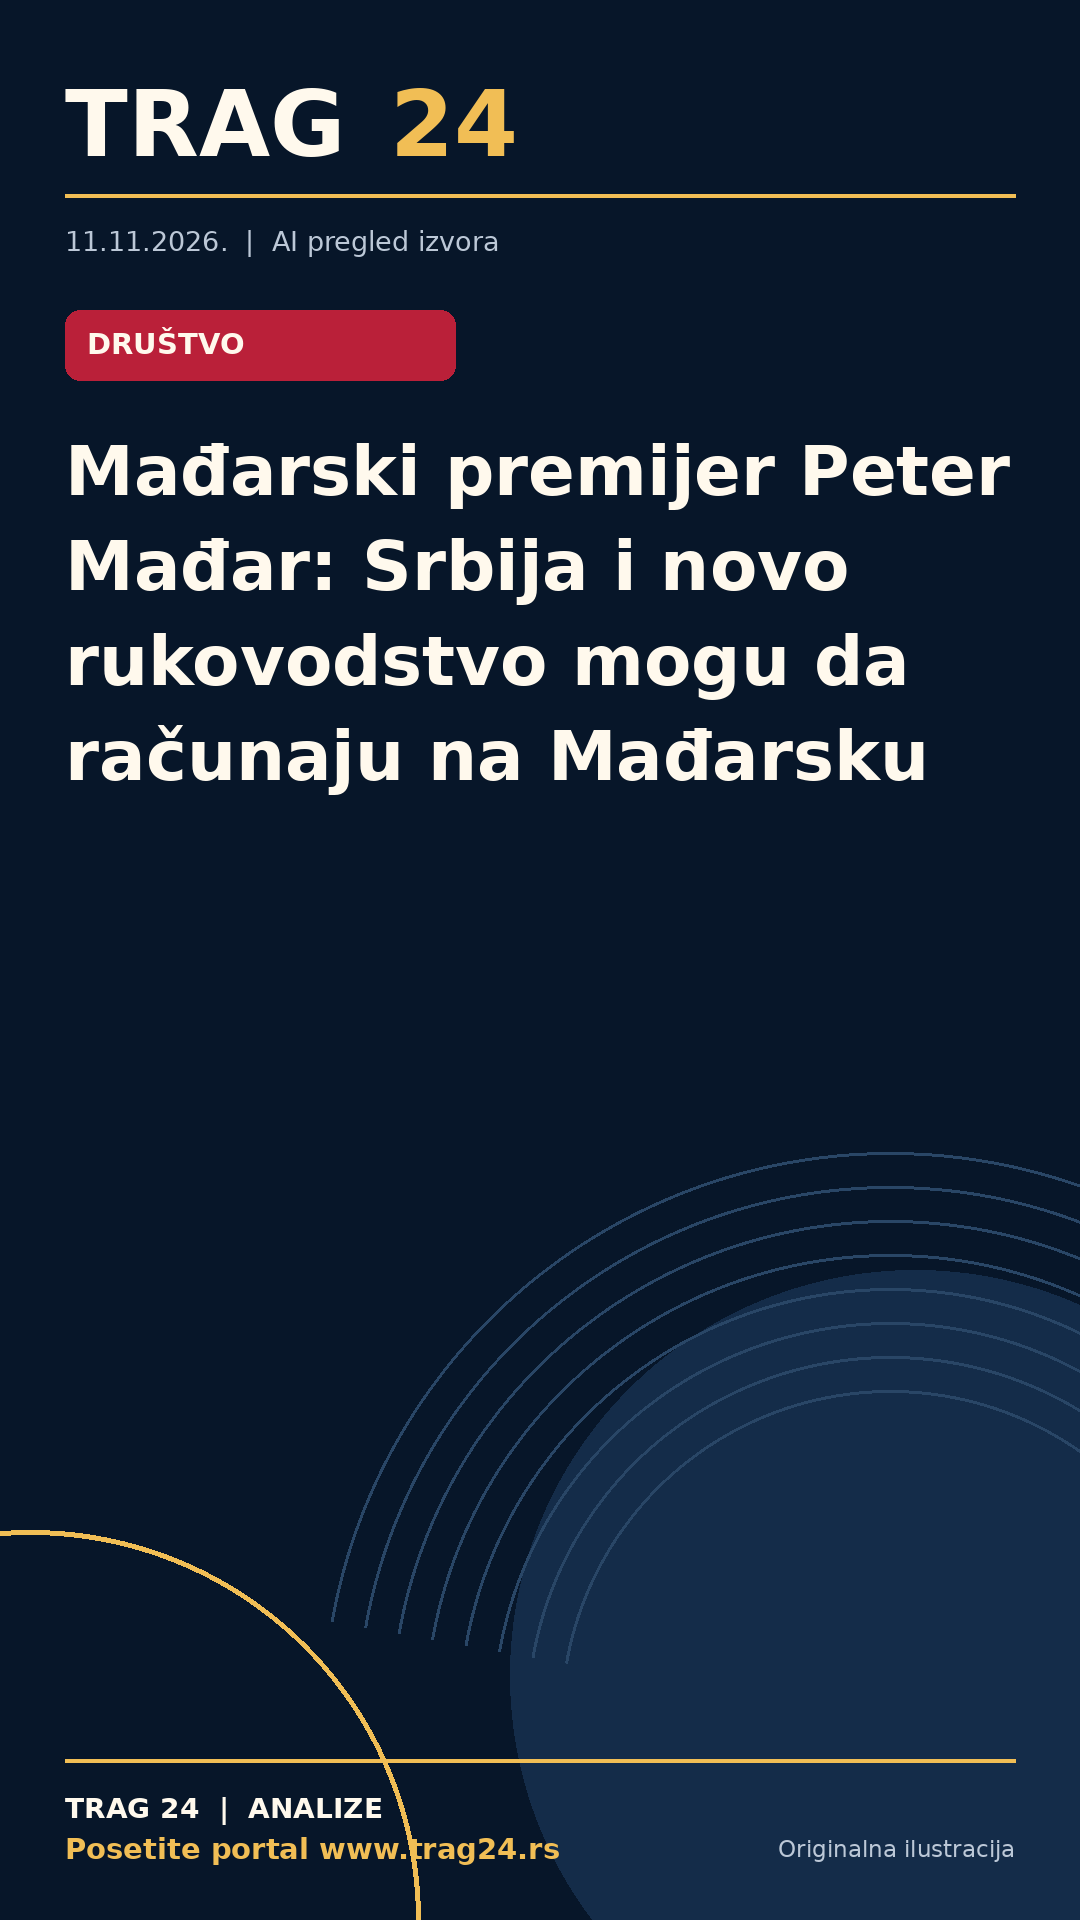 TRAG 24
11.11.2026. | AI pregled izvora
DRUŠTVO
Mađarski premijer Peter
Mađar: Srbija i novo
rukovodstvo mogu da
računaju na Mađarsku
TRAG 24 | ANALIZE
Posetite portal www.trag24.rs
Originalna ilustracija